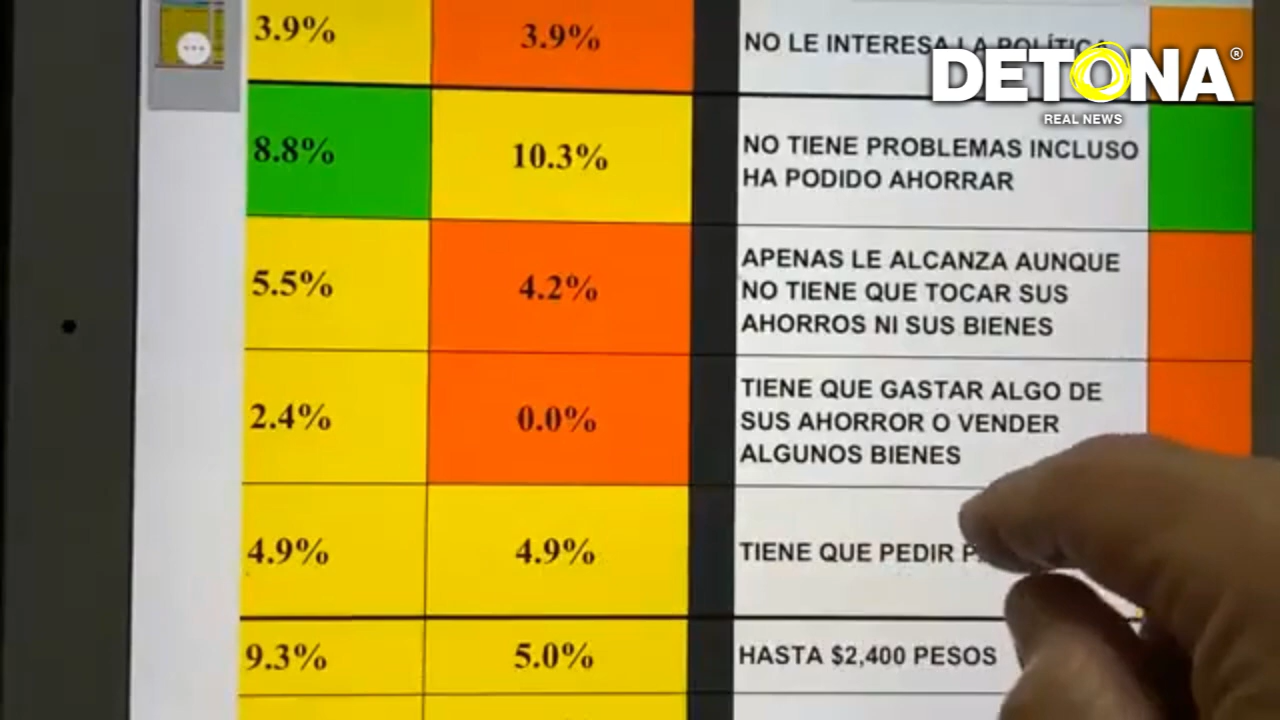 3.9% 3.9% NO LE INTERESA LA POLÍTICA
DETONA®
REAL NEWS
8.8% 10.3% NO TIENE PROBLEMAS INCLUSO
HA PODIDO AHORRAR
5.5% 4.2% APENAS LE ALCANZA AUNQUE
NO TIENE QUE TOCAR SUS
AHORROS NI SUS BIENES
2.4% 0.0% TIENE QUE GASTAR ALGO DE
SUS AHORROR O VENDER
ALGUNOS BIENES
4.9% 4.9% TIENE QUE PEDIR
9.3% 5.0% HASTA $2,400 PESOS